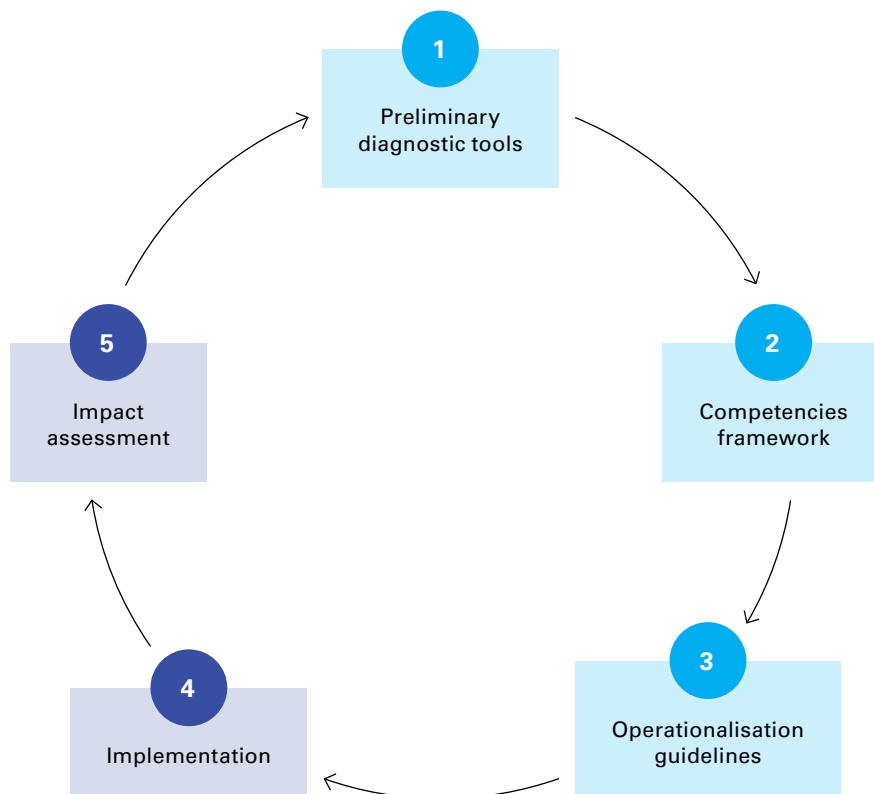 1
Preliminary
diagnostic tools
2
Competencies
framework
3
Operationalisation
guidelines
4
Implementation
5
Impact
assessment